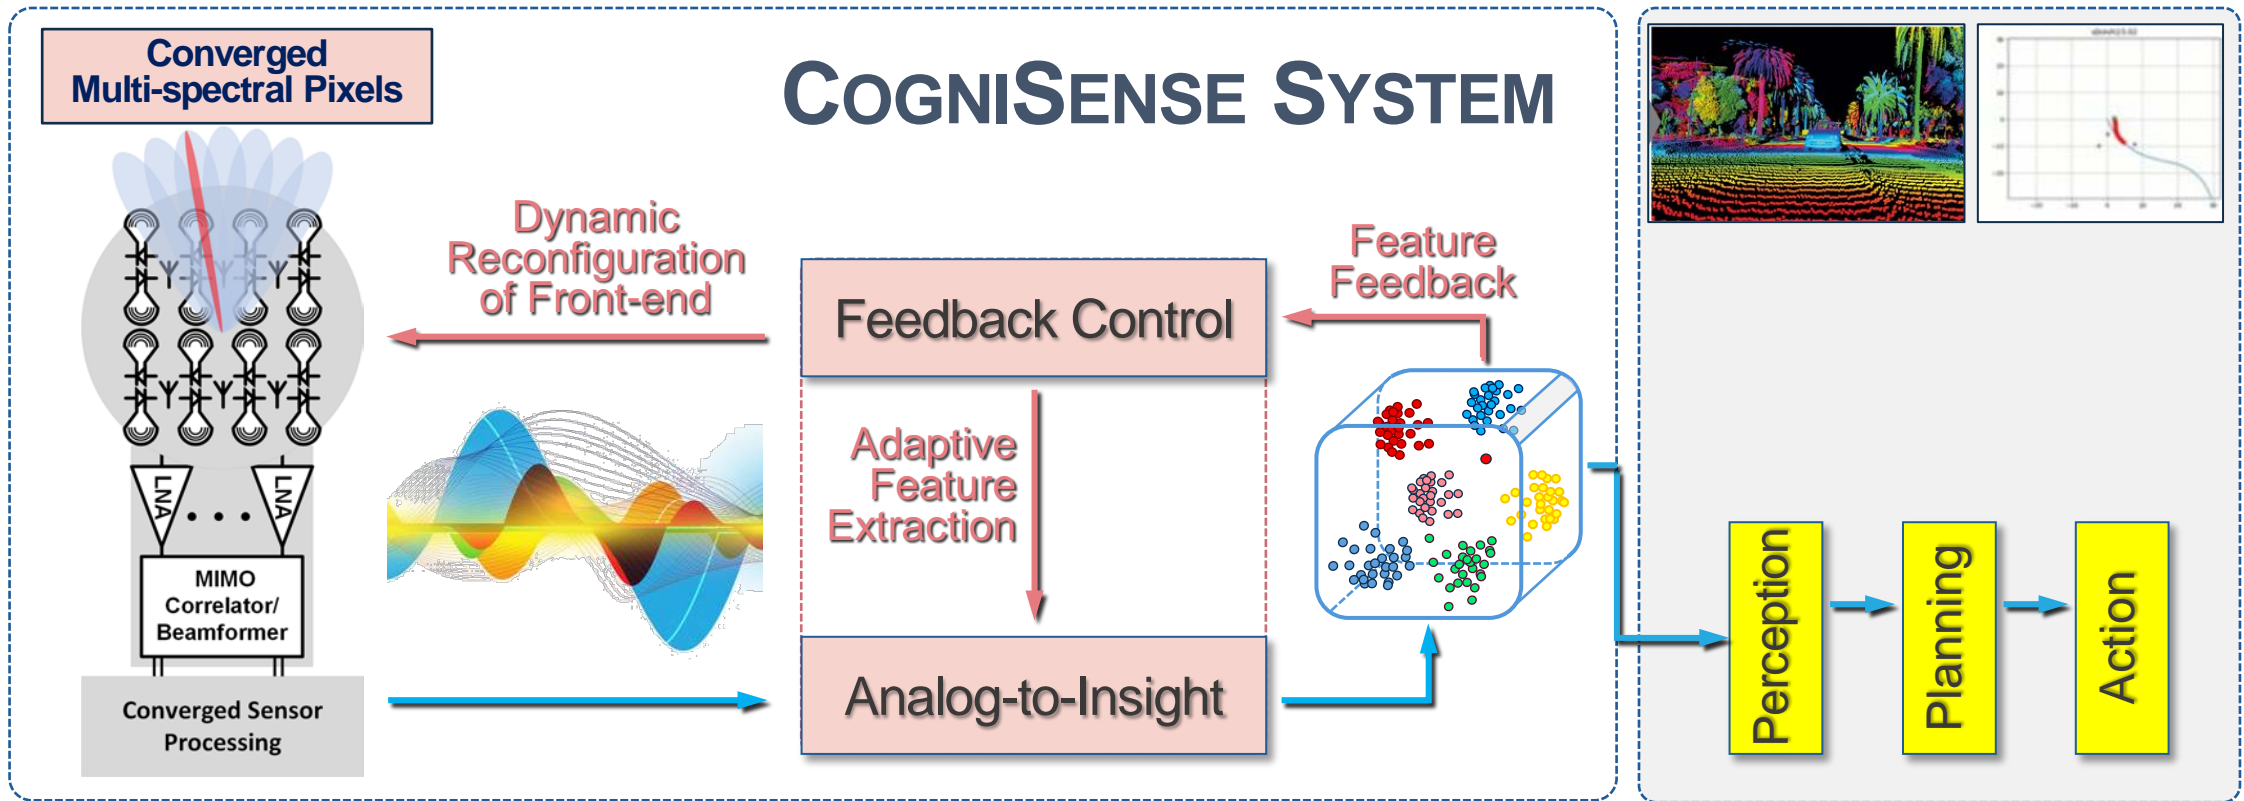 Converged
Multi-spectral Pixels
COGNISENSE SYSTEM
Dynamic
Reconfiguration
of Front-end
Feature
Feedback
Feedback Control
Adaptive
Feature
Extraction
LNA
LNA
MIMO
Correlator/
Beamformer
Converged Sensor
Processing
Analog-to-Insight
Perception
Planning
Action